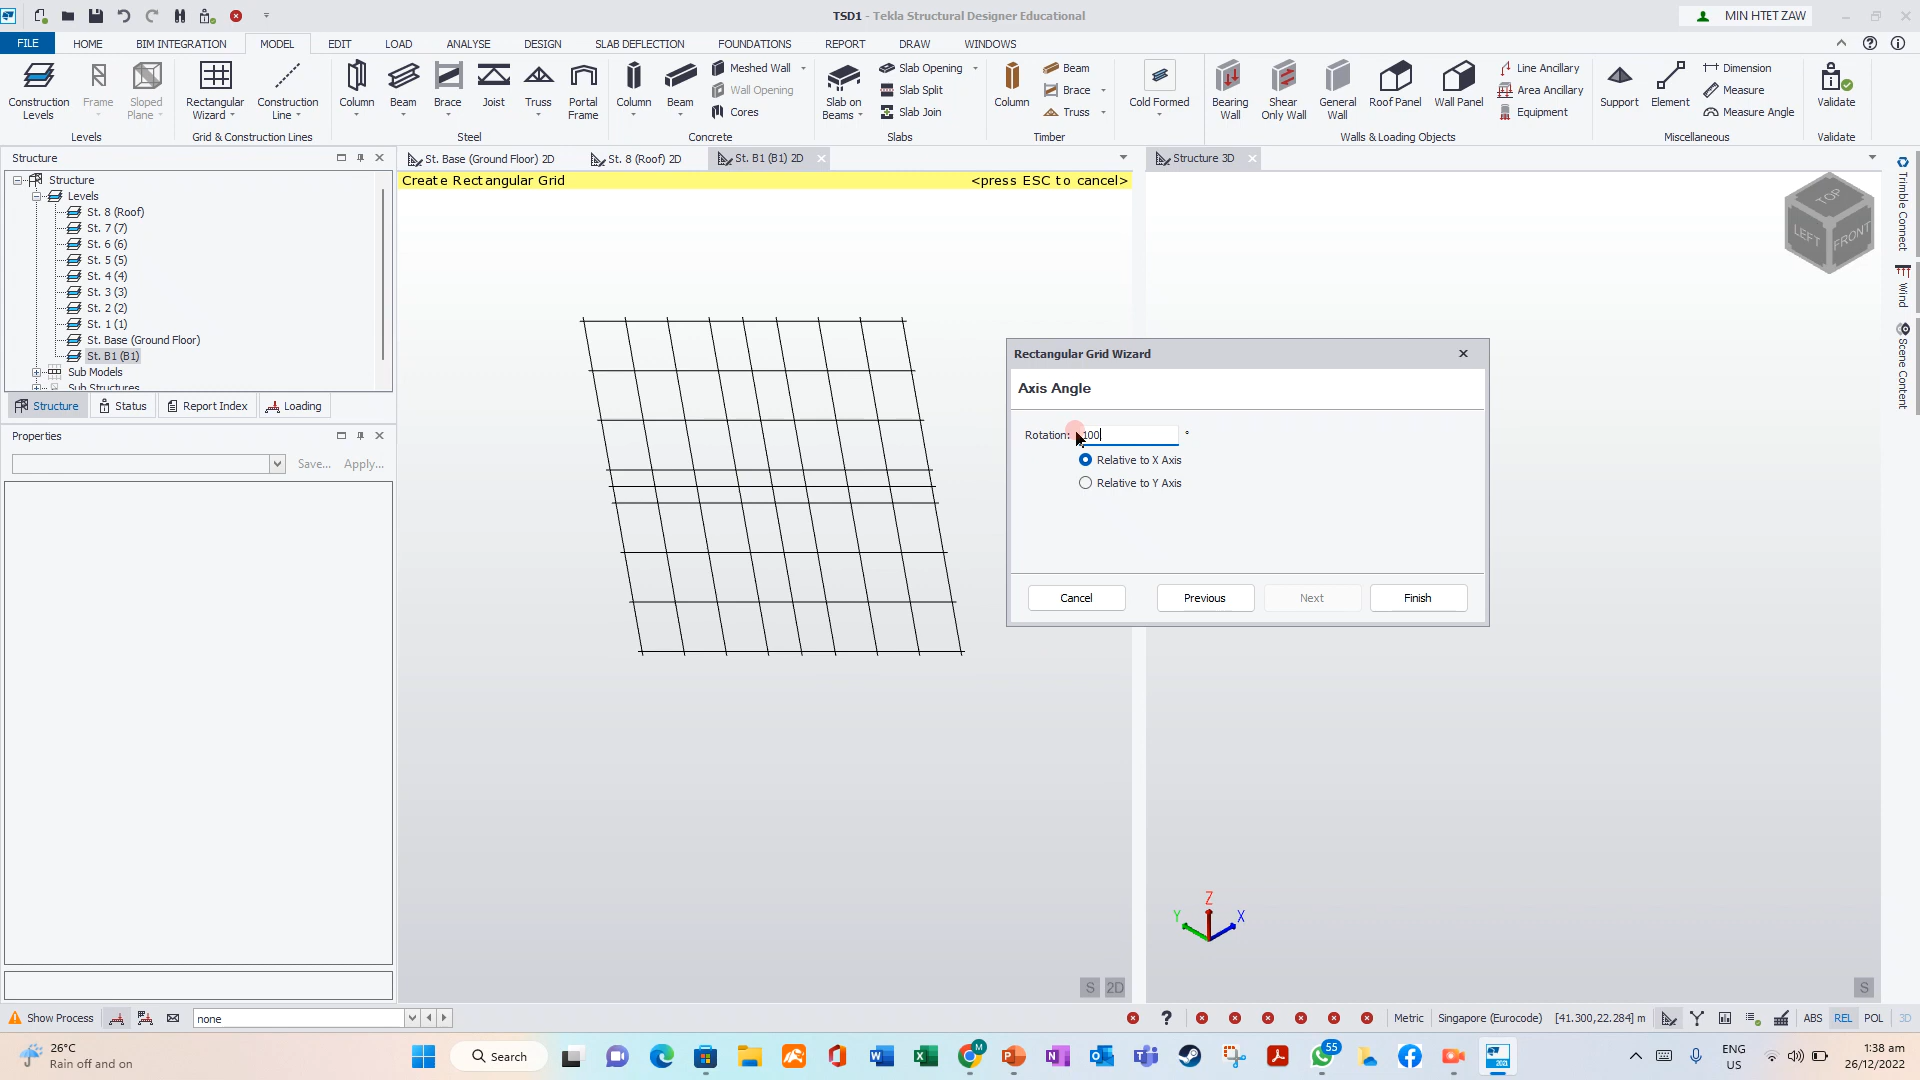 TSD1 - Tekla Structural Designer Educational
MIN HTET ZAW
FILE HOME BIM INTEGRATION MODEL EDIT LOAD ANALYSE DESIGN SLAB DEFLECTION FOUNDATIONS REPORT DRAW WINDOWS
Construction Levels
Frame
Sloped Plane
Levels
Rectangular Wizard
Construction Line
Grid & Construction Lines
Column
Beam
Brace
Joist
Truss
Portal Frame
Steel
Column
Beam
Meshed Wall
Wall Opening
Cores
Concrete
Slab on Beams
Slab Opening
Slab Split
Slab Join
Slabs
Column
Beam
Brace
Truss
Timber
Cold Formed
Bearing Wall
Shear Only Wall
General Wall
Roof Panel
Wall Panel
Line Ancillary
Area Ancillary
Equipment
Walls & Loading Objects
Support
Element
Dimension
Measure
Measure Angle
Miscellaneous
Validate
Validate
Structure
Structure
Levels
St. 8 (Roof)
St. 7 (7)
St. 6 (6)
St. 5 (5)
St. 4 (4)
St. 3 (3)
St. 2 (2)
St. 1 (1)
St. Base (Ground Floor)
St. B1 (B1)
Sub Models
Sub Structures
Structure Status Report Index Loading
Properties
Save... Apply...
St. Base (Ground Floor) 2D St. 8 (Roof) 2D St. B1 (B1) 2D
Create Rectangular Grid <press ESC to cancel>
S 2D
Structure 3D
TOP
LEFT
FRONT
Trimble Connect
Wind
Scene Content
Rectangular Grid Wizard
Axis Angle
Rotation: 100 °
Relative to X Axis
Relative to Y Axis
Cancel Previous Next Finish
Z
Y
X
S
Show Process none Metric Singapore (Eurocode) [41.300,22.284] m ABS REL POL 3D
26°C
Rain off and on
Search
M
55
2021
ENG
US
1:38 am
26/12/2022